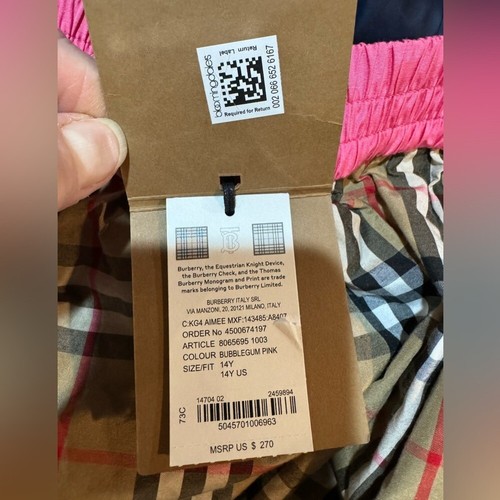 bloomingdales
Return Label
002 066 652 6167
Required for Return
Burberry, the Equestrian Knight Device,
the Burberry Check, and the Thomas
Burberry Monogram and Print are trade
marks belonging to Burberry Limited.
BURBERRY ITALY SRL
VIA MANZONI, 20, 20121 MILANO, ITALY
C:KG4 AIMEE MXF:143485:A8407
ORDER No 4500674197
ARTICLE 8065695 1003
COLOUR BUBBLEGUM PINK
SIZE/FIT 14Y
14Y US
73C
14704.02 2459894
5045701006963
MSRP US $ 270